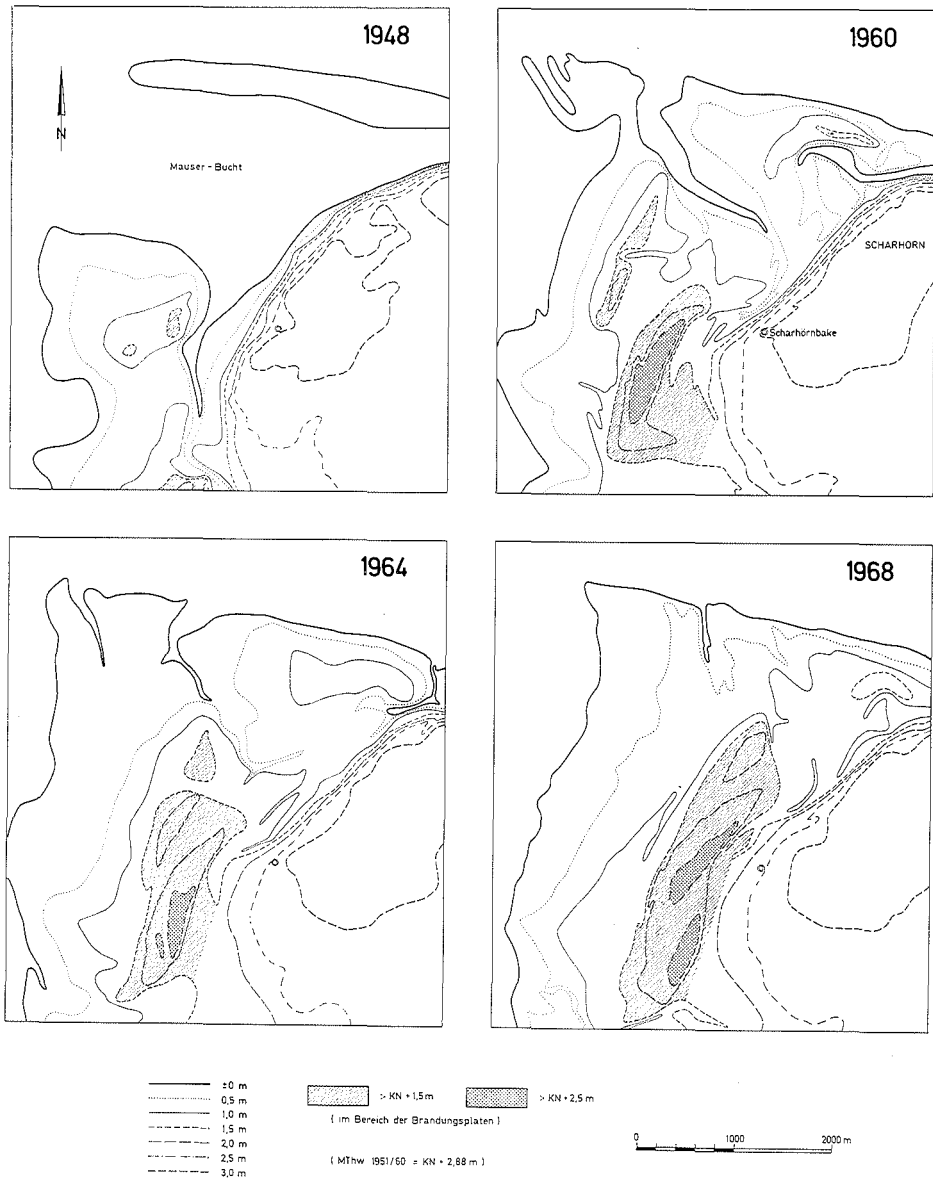 1948
N
Mauser - Bucht
1960
SCHARHÖRN
Scharhörnbake
1964
1968
±0 m
0,5 m
1,0 m
1,5 m
2,0 m
2,5 m
3,0 m
> KN + 1,5 m
> KN + 2,5 m
( im Bereich der Brandungsplaten )
( MThw 1951/60 = KN + 2,88 m )
0 1000 2000 m